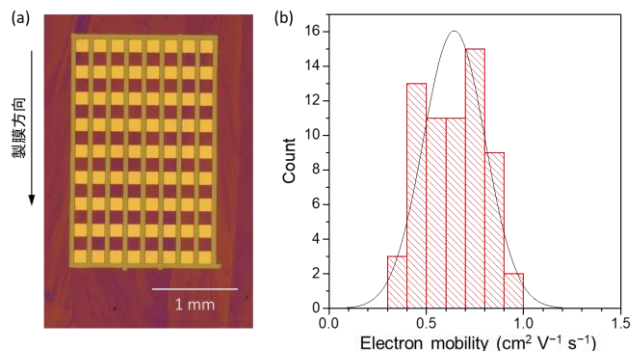 (a)
製膜方向
1 mm
(b)
Count
16
14
12
10
8
6
4
2
0
0.0
0.5
1.0
1.5
Electron mobility (cm² V⁻¹ s⁻¹)